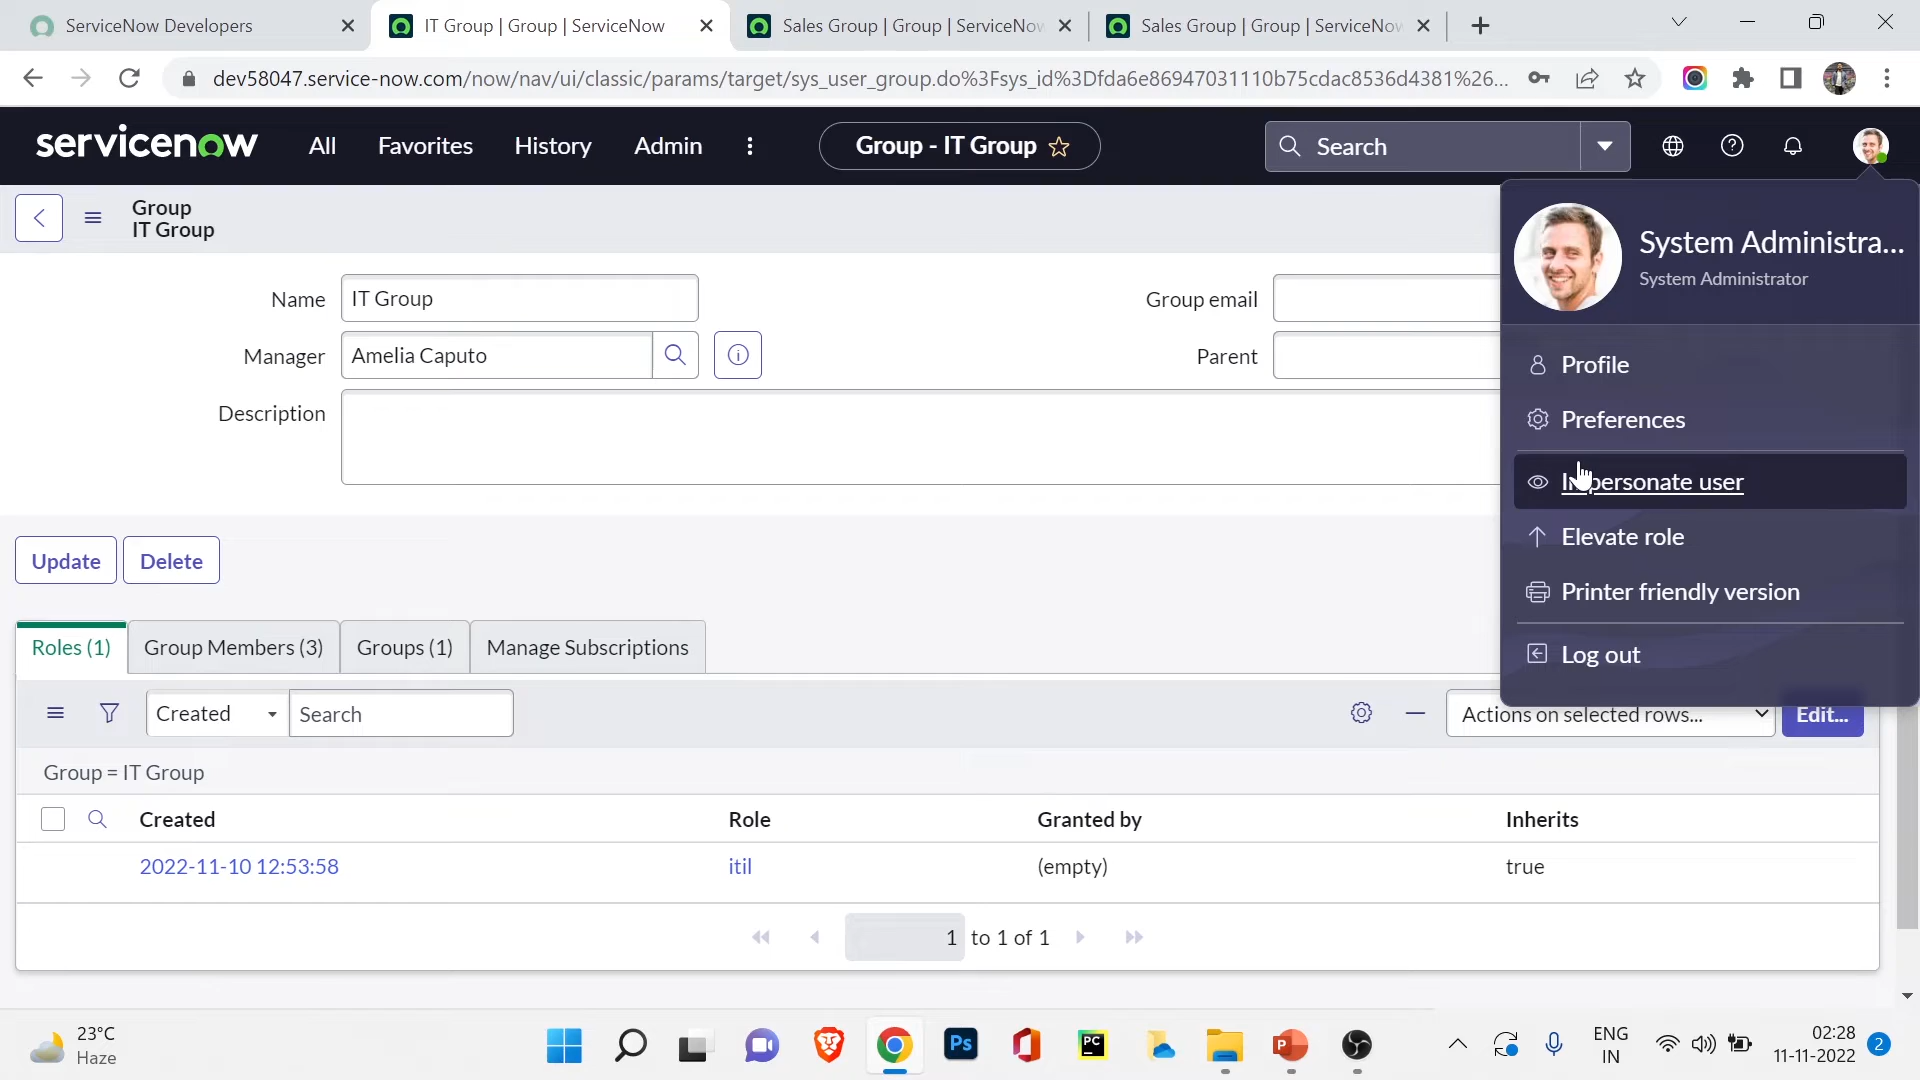 ServiceNow Developers
IT Group | Group | ServiceNow
Sales Group | Group | ServiceNow
Sales Group | Group | ServiceNow
dev58047.service-now.com/now/nav/ui/classic/params/target/sys_user_group.do%3Fsys_id%3Dfda6e86947031110b75cdac8536d4381%26...
servicenow
All
Favorites
History
Admin
Group - IT Group
Search
Group
IT Group
System Administra...
System Administrator
Name
IT Group
Group email
Manager
Amelia Caputo
Parent
Description
Profile
Preferences
Impersonate user
Elevate role
Printer friendly version
Log out
Update
Delete
Roles (1)
Group Members (3)
Groups (1)
Manage Subscriptions
Created
Search
Actions on selected rows...
Edit...
Group = IT Group
Created
Role
Granted by
Inherits
2022-11-10 12:53:58
itil
(empty)
true
1 to 1 of 1
23°C
Haze
Ps
PC
P
ENG
IN
02:28
11-11-2022
2